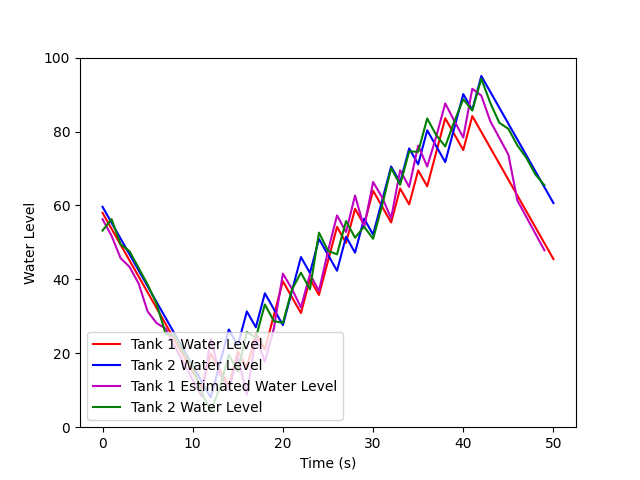 100
80
60
40
20
0
Water Level
Tank 1 Water Level
Tank 2 Water Level
Tank 1 Estimated Water Level
Tank 2 Water Level
0 10 20 30 40 50
Time (s)